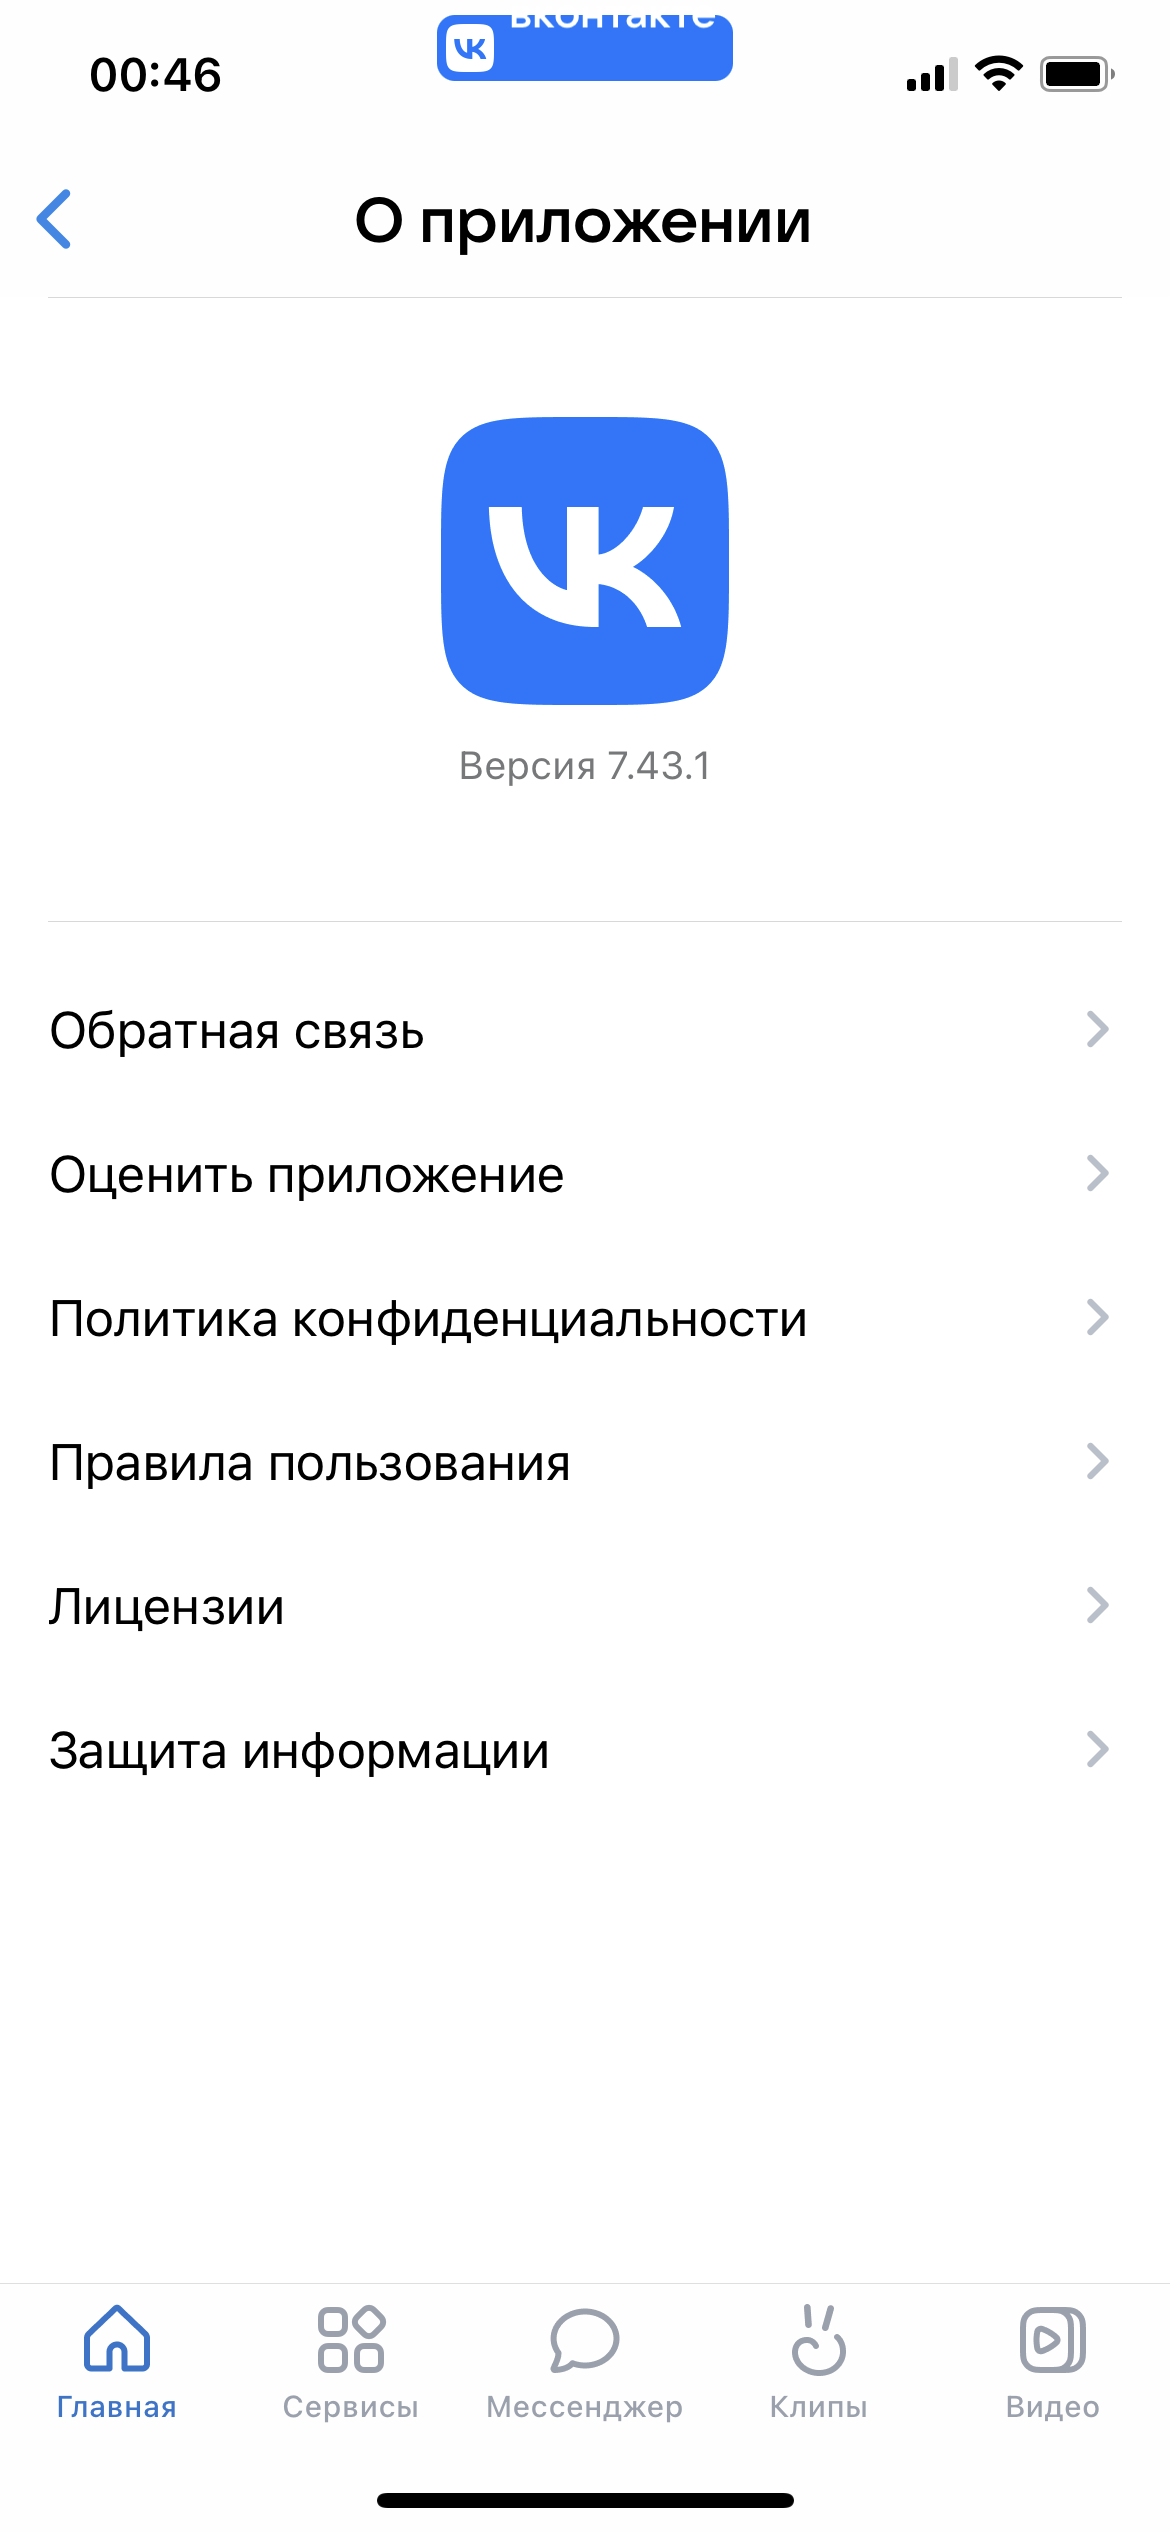 вконтакте
00:46
О приложении
Версия 7.43.1
Обратная связь
Оценить приложение
Политика конфиденциальности
Правила пользования
Лицензии
Защита информации
Главная
Сервисы
Мессенджер
Клипы
Видео